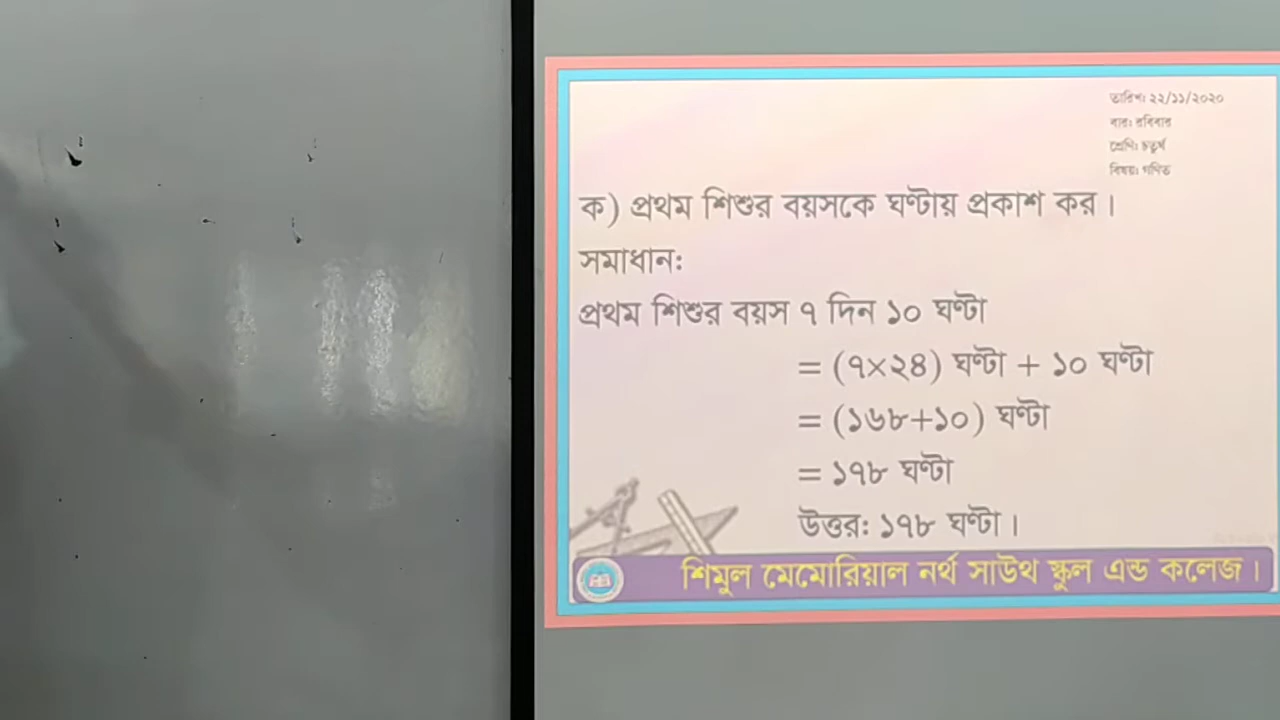 তারিখ: ২২/১১/২০২০
বার: রবিবার
শ্রেণি: চতুর্থ
বিষয়: গণিত
ক) প্রথম শিশুর বয়সকে ঘণ্টায় প্রকাশ কর।
সমাধান:
প্রথম শিশুর বয়স ৭ দিন ১০ ঘণ্টা
= (৭×২৪) ঘণ্টা + ১০ ঘণ্টা
= (১৬৮+১০) ঘণ্টা
= ১৭৮ ঘণ্টা
উত্তর: ১৭৮ ঘণ্টা।
শিমুল মেমোরিয়াল নর্থ সাউথ স্কুল এন্ড কলেজ।